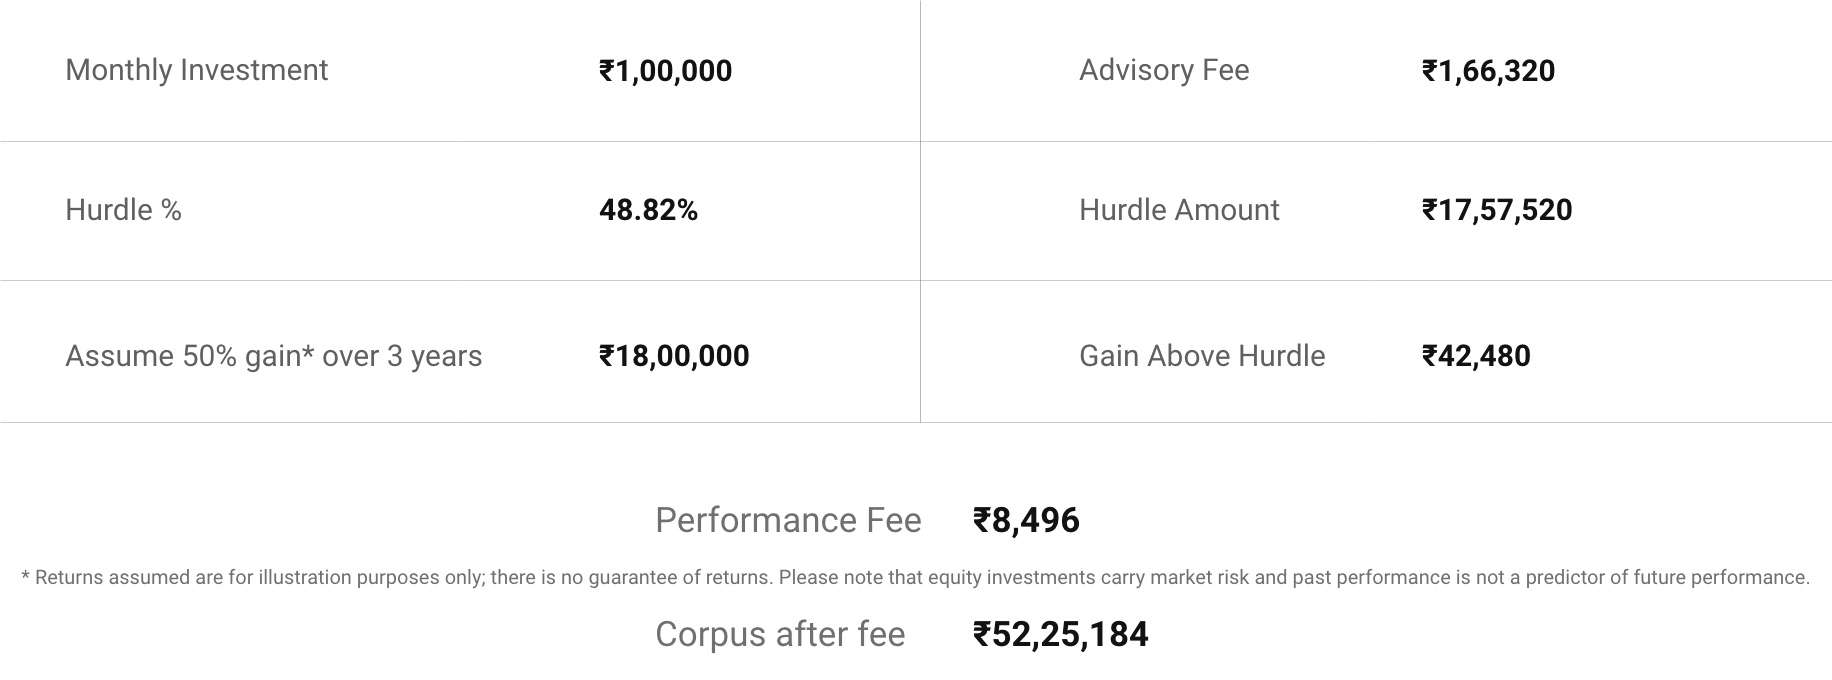 Monthly Investment ₹1,00,000 Advisory Fee ₹1,66,320
Hurdle % 48.82% Hurdle Amount ₹17,57,520
Assume 50% gain* over 3 years ₹18,00,000 Gain Above Hurdle ₹42,480
Performance Fee ₹8,496
* Returns assumed are for illustration purposes only; there is no guarantee of returns. Please note that equity investments carry market risk and past performance is not a predictor of future performance.
Corpus after fee ₹52,25,184